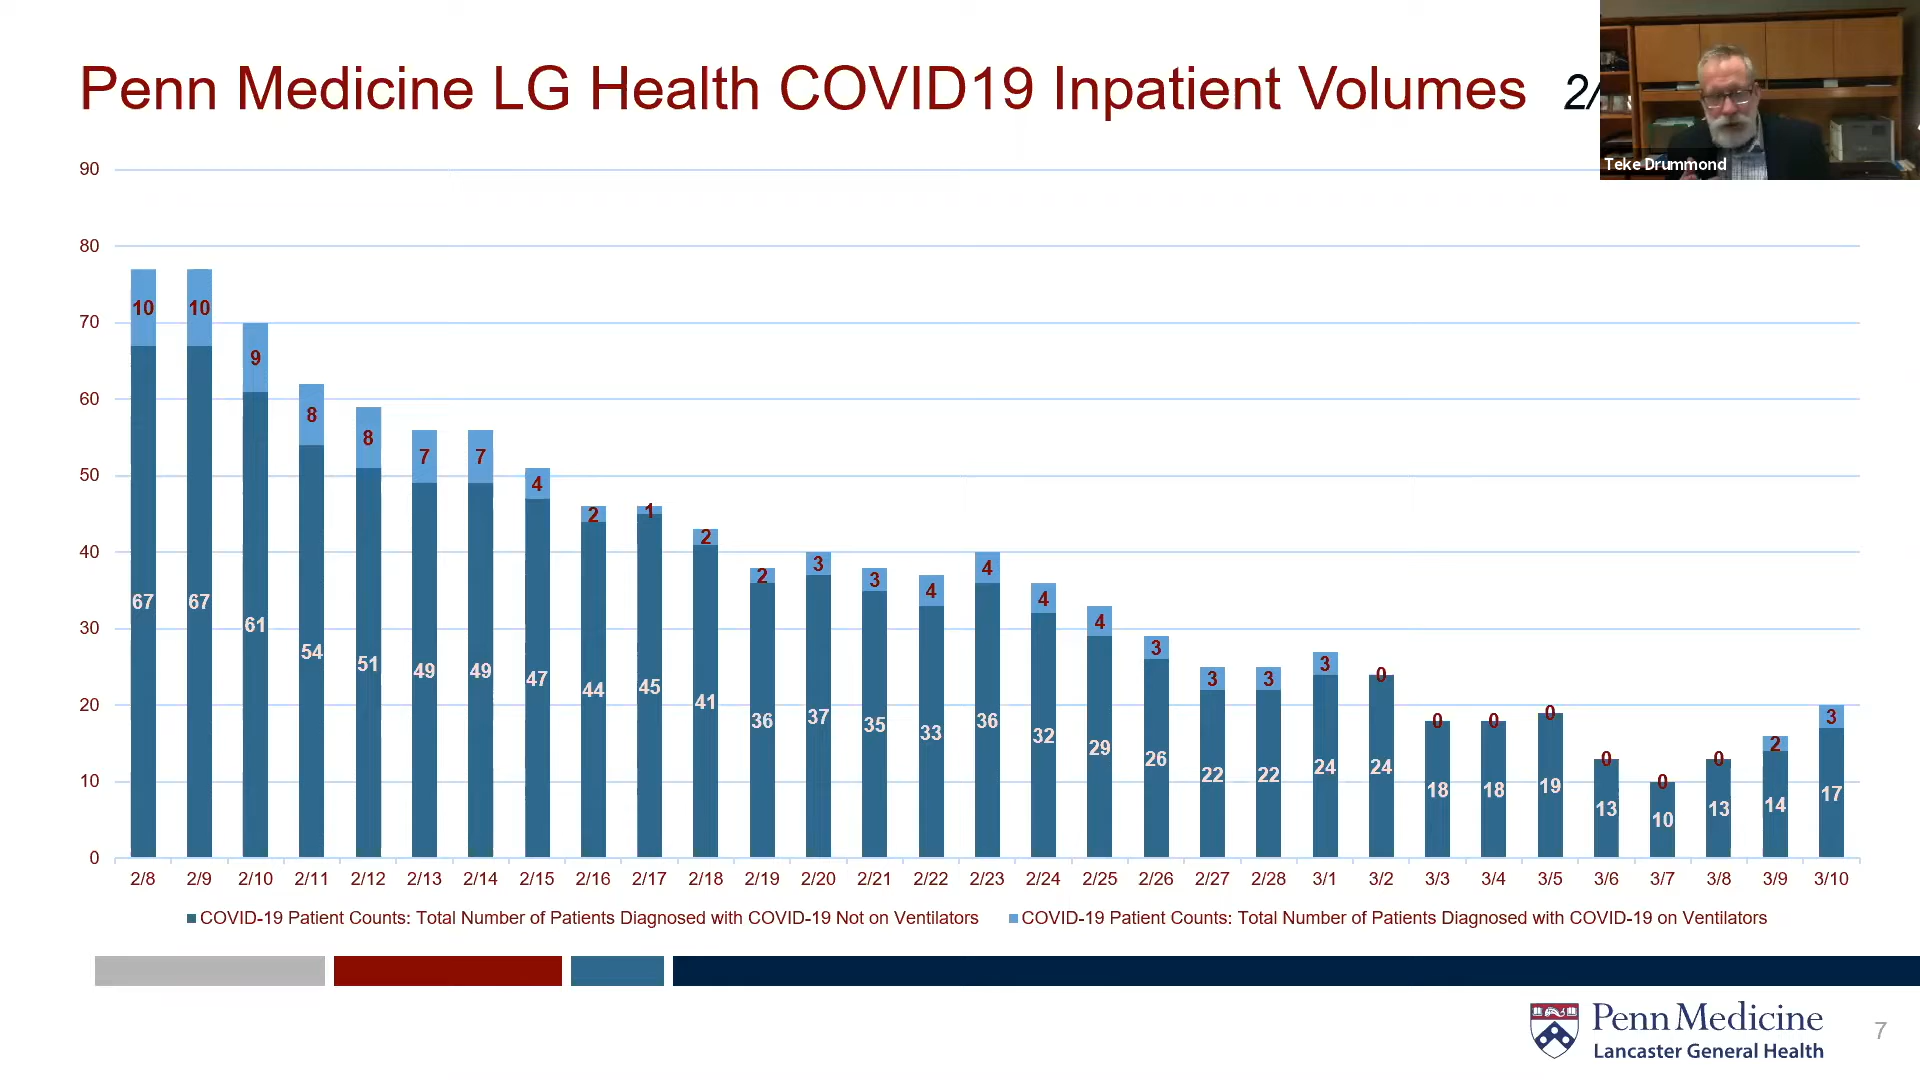 Penn Medicine LG Health COVID19 Inpatient Volumes 2/
Teke Drummond
90
80
70
60
50
40
30
20
10
0
10 10 9 8 8 7 7 4 2 1 2 2 3 3 4 4 4 4 3 3 3 3 0 0 0 0 0 0 0 2 3
67 67 61 54 51 49 49 47 44 45 41 36 37 35 33 36 32 29 26 22 22 24 24 18 18 19 13 10 13 14 17
2/8 2/9 2/10 2/11 2/12 2/13 2/14 2/15 2/16 2/17 2/18 2/19 2/20 2/21 2/22 2/23 2/24 2/25 2/26 2/27 2/28 3/1 3/2 3/3 3/4 3/5 3/6 3/7 3/8 3/9 3/10
COVID-19 Patient Counts: Total Number of Patients Diagnosed with COVID-19 Not on Ventilators COVID-19 Patient Counts: Total Number of Patients Diagnosed with COVID-19 on Ventilators
Penn Medicine
Lancaster General Health
7